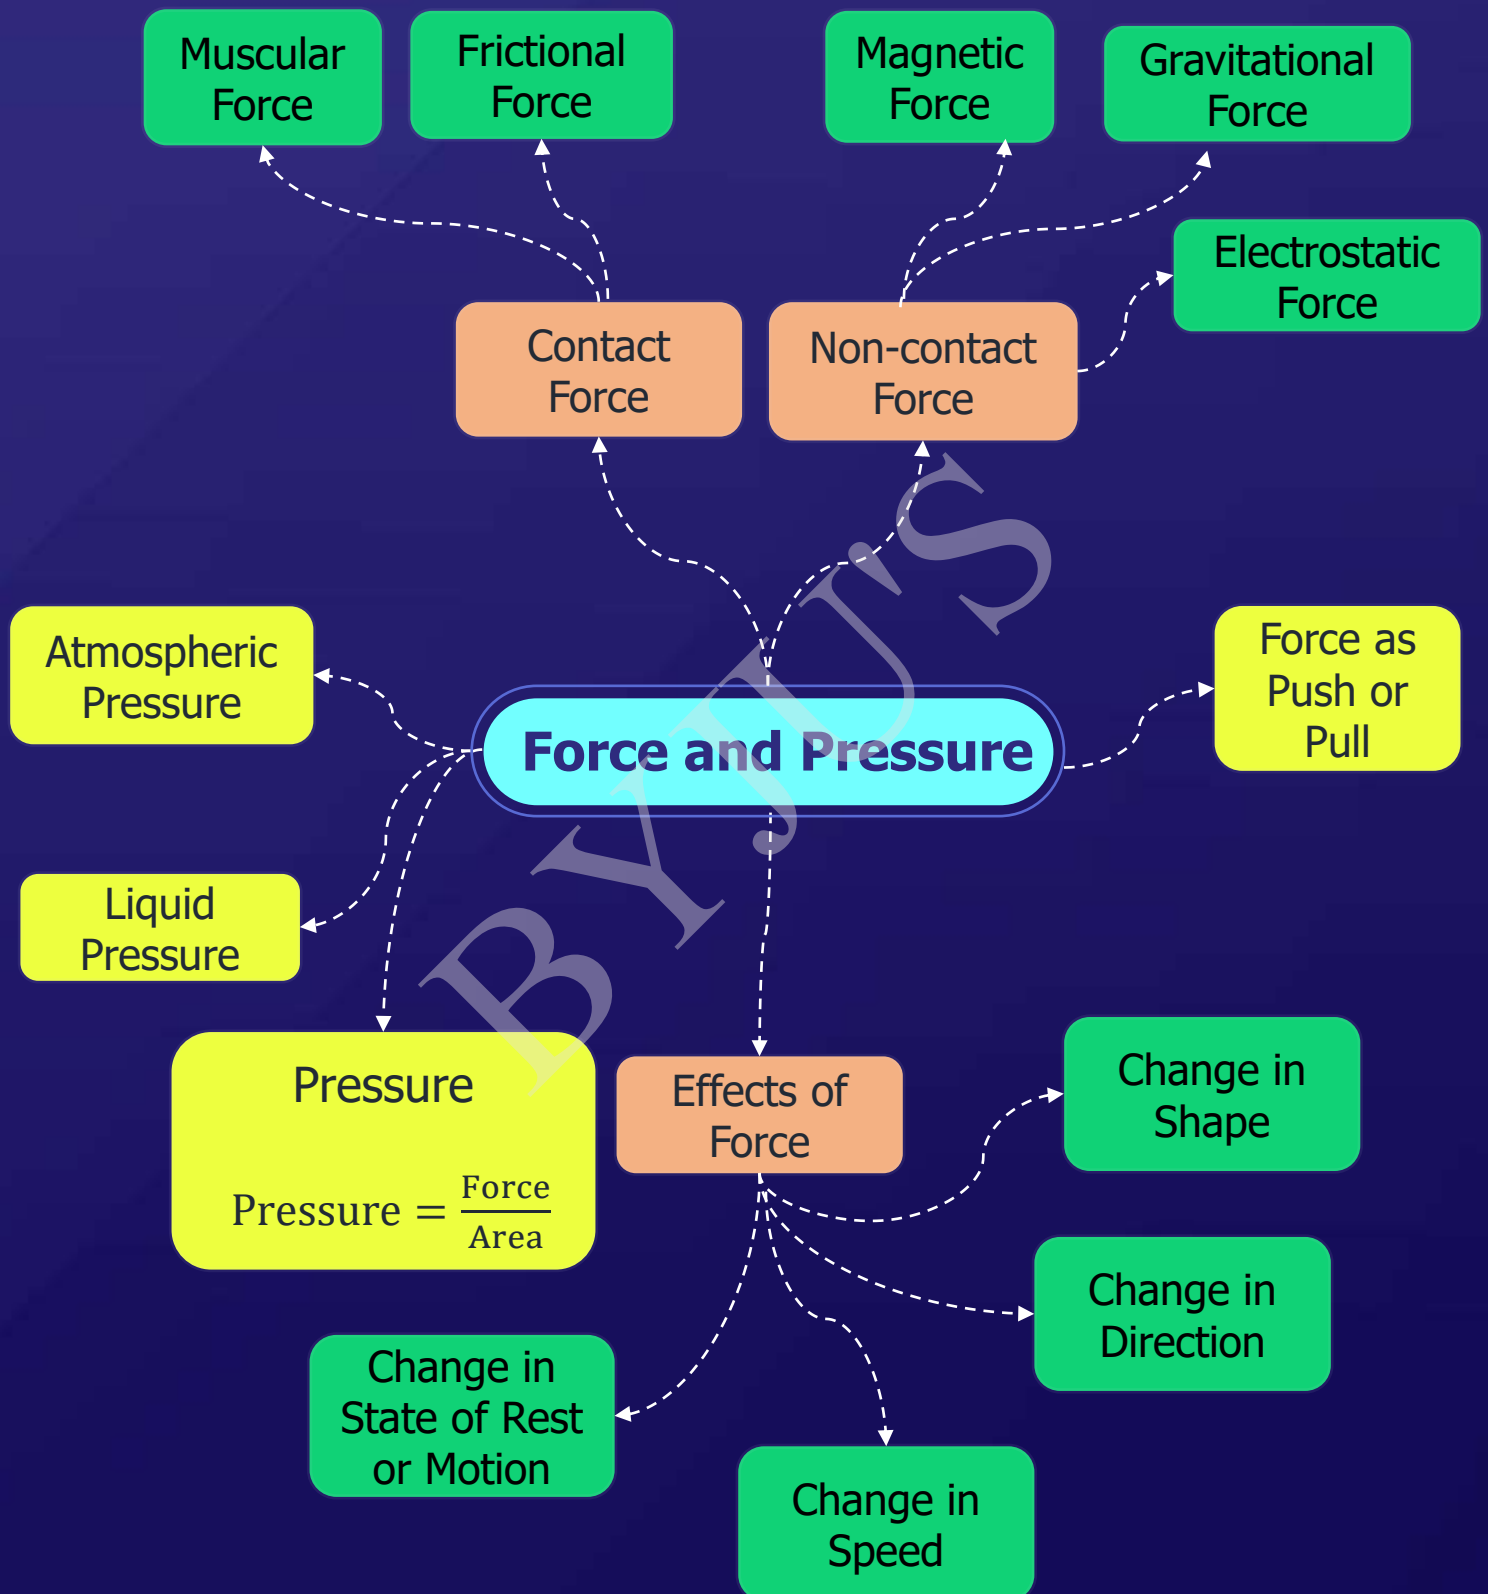 Muscular
Force
Frictional
Force
Magnetic
Force
Gravitational
Force
Electrostatic
Force
Contact
Force
Non-contact
Force
Atmospheric
Pressure
Force as
Push or
Pull
Force and Pressure
Liquid
Pressure
Pressure
Pressure = Force/Area
Effects of
Force
Change in
Shape
Change in
Direction
Change in
State of Rest
or Motion
Change in
Speed
BYJU'S